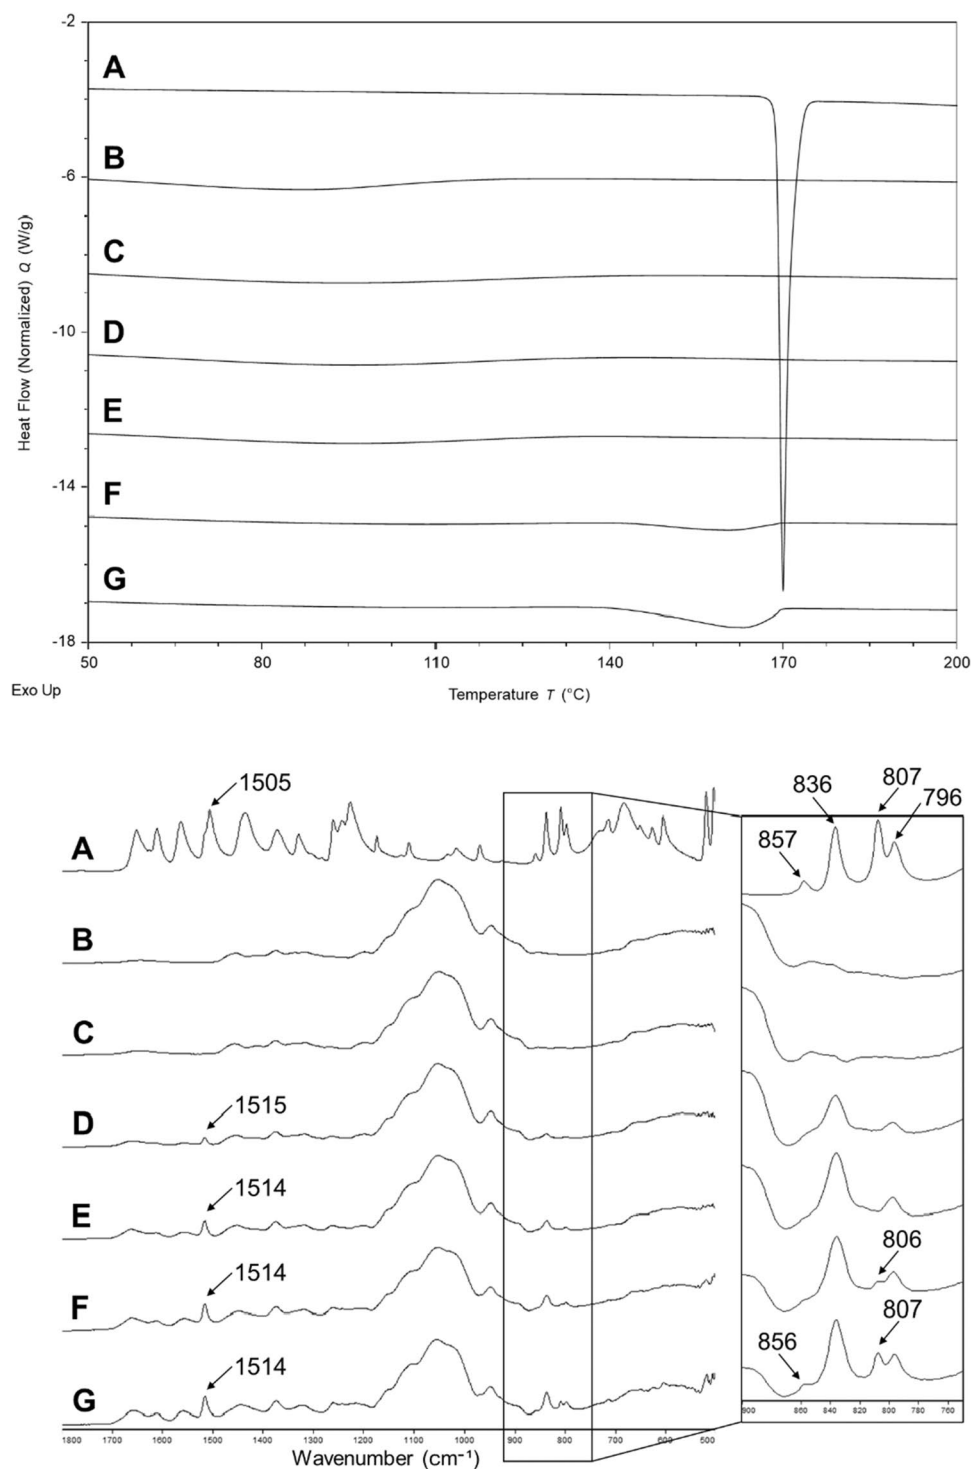 -2
A
B
-6
C
-10
D
E
-14
F
G
-18
Heat Flow (Normalized) Q (W/g)
50 80 110 140 170 200
Exo Up
Temperature T (°C)
1505
A
B
C
1515
D
1514
E
1514
F
1514
G
1800 1700 1600 1500 1400 1300 1200 1100 1000 900 800 700 600 500
Wavenumber (cm⁻¹)
836
807
796
857
806
807
856
900 860 840 820 800 780 760